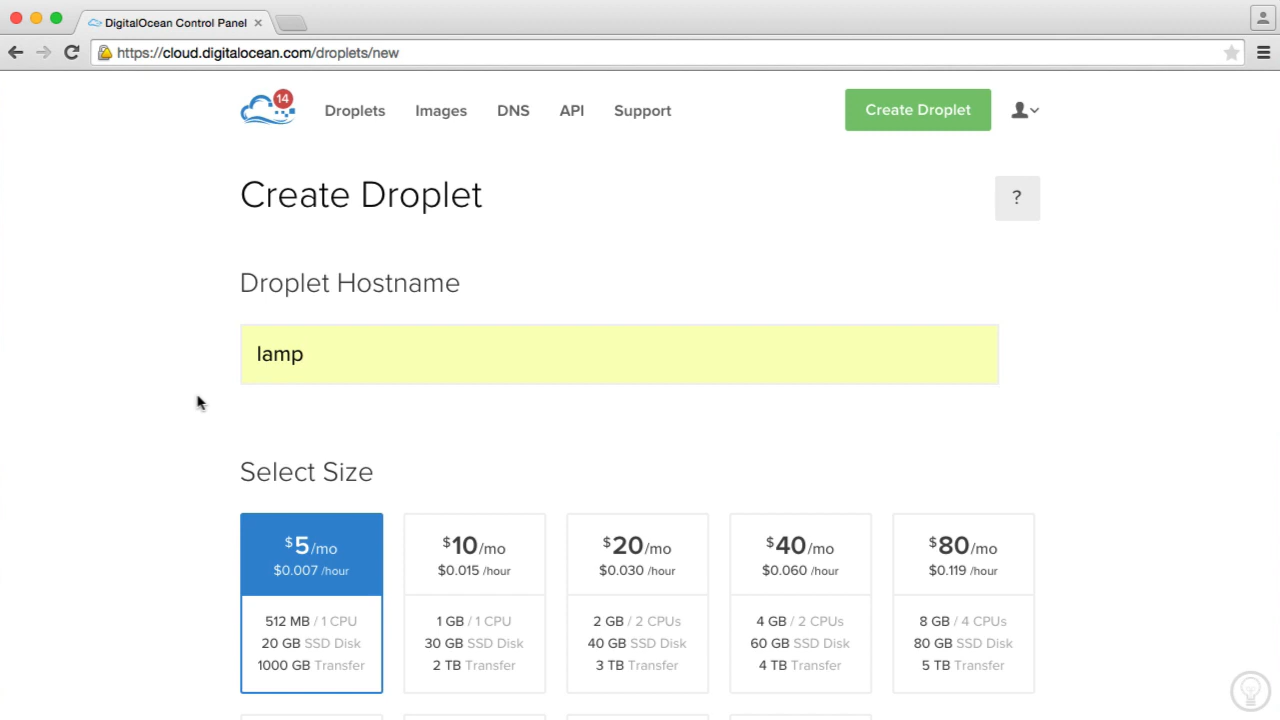 DigitalOcean Control Panel
https://cloud.digitalocean.com/droplets/new
14
Droplets Images DNS API Support Create Droplet
Create Droplet
?
Droplet Hostname
lamp
Select Size
$5/mo $10/mo $20/mo $40/mo $80/mo
$0.007 /hour $0.015 /hour $0.030 /hour $0.060 /hour $0.119 /hour
512 MB / 1 CPU 1 GB / 1 CPU 2 GB / 2 CPUs 4 GB / 2 CPUs 8 GB / 4 CPUs
20 GB SSD Disk 30 GB SSD Disk 40 GB SSD Disk 60 GB SSD Disk 80 GB SSD Disk
1000 GB Transfer 2 TB Transfer 3 TB Transfer 4 TB Transfer 5 TB Transfer